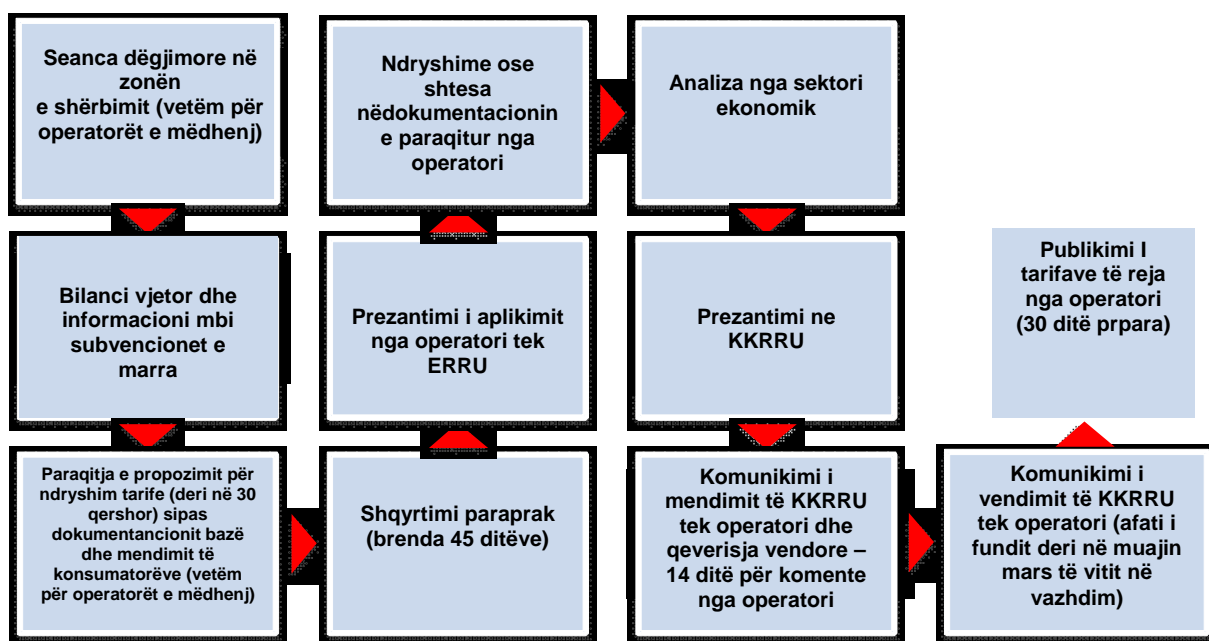 Seanca dëgjimore në
zonën
e shërbimit (vetëm për
operatorët e mëdhenj)
Bilanci vjetor dhe
informacioni mbi
subvencionet e
marra
Paraqitja e propozimit për
ndryshim tarife (deri në 30
qershor) sipas
dokumentancionit bazë
dhe mendimit të
konsumatorëve (vetëm
për operatorët e mëdhenj)
Shqyrtimi paraprak
(brenda 45 ditëve)
Prezantimi i aplikimit
nga operatori tek
ERRU
Ndryshime ose
shtesa
nëdokumentacionin
e paraqitur nga
operatori
Analiza nga sektori
ekonomik
Prezantimi ne
KKRRU
Komunikimi i
mendimit të KKRRU
tek operatori dhe
qeverisja vendore –
14 ditë për komente
nga operatori
Komunikimi i
vendimit të KKRRU
tek operatori (afati i
fundit deri në muajin
mars të vitit në
vazhdim)
Publikimi I
tarifave të reja
nga operatori
(30 ditë prpara)